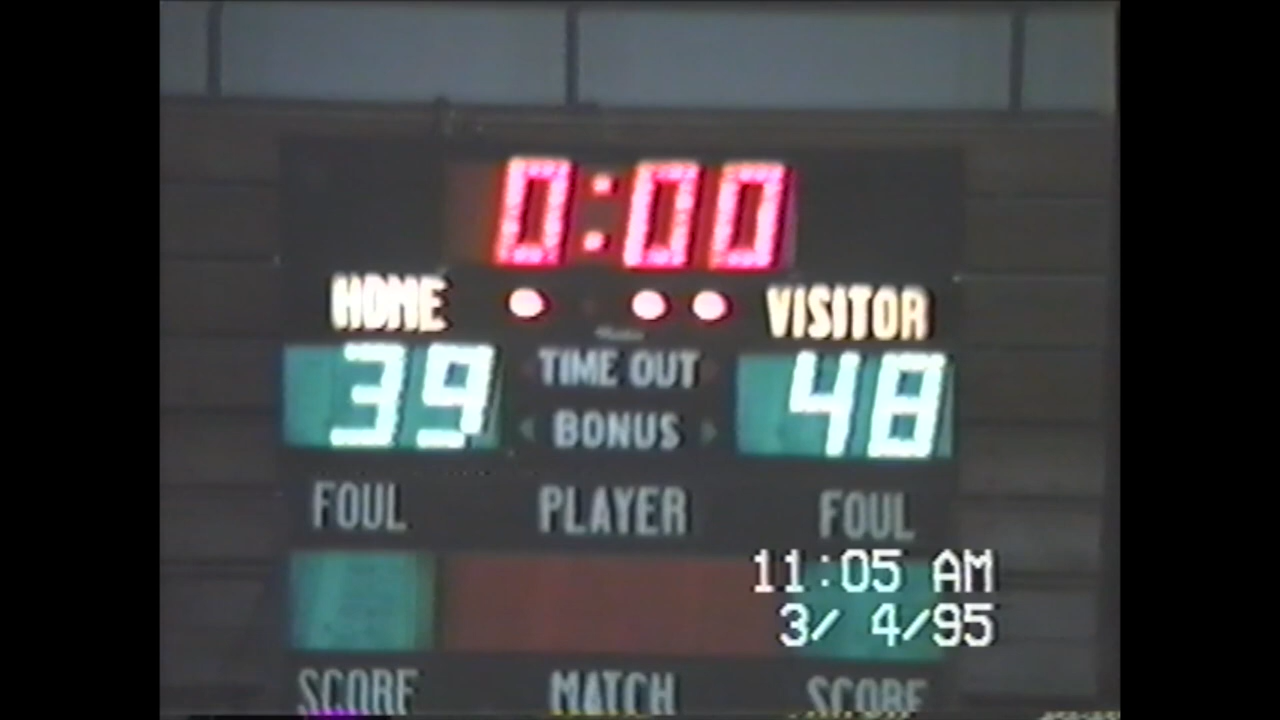 0:00
HOME VISITOR
39 TIME OUT 48
BONUS
FOUL PLAYER FOUL
11:05 AM
3/ 4/95
SCORE MATCH SCORE